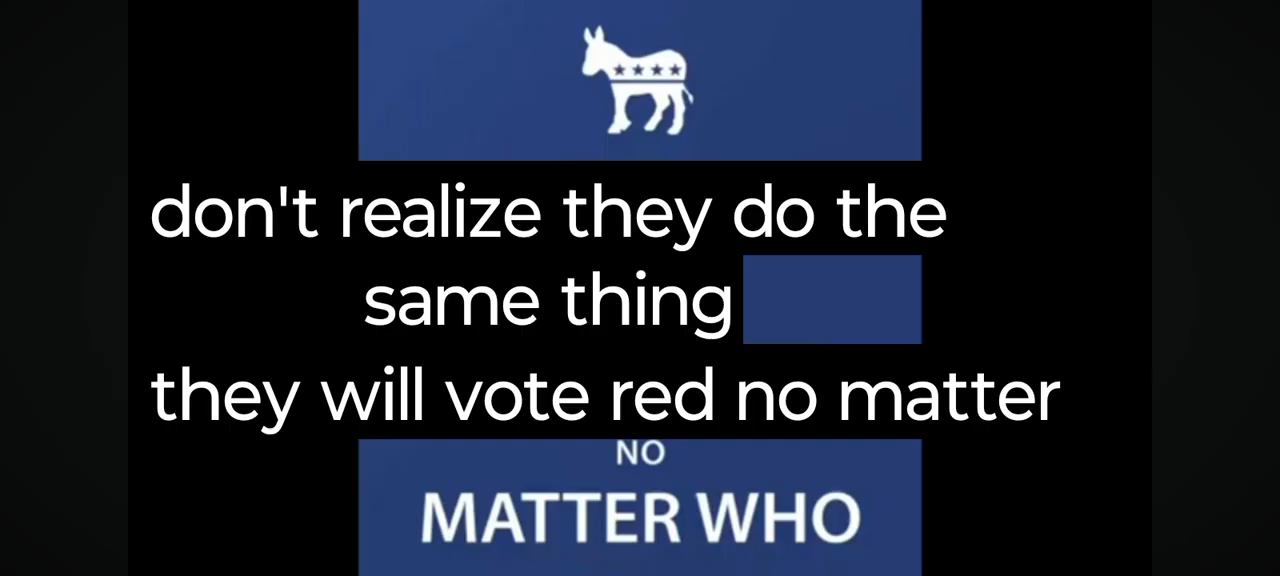 don't realize they do the
same thing
they will vote red no matter
NO
MATTER WHO